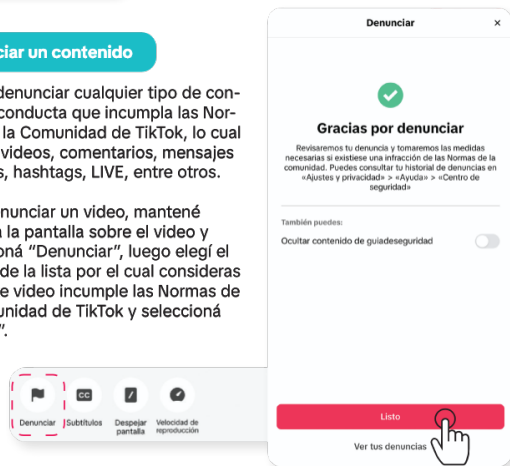 ciar un contenido
denunciar cualquier tipo de con-
conducta que incumpla las Nor-
la Comunidad de TikTok, lo cual
videos, comentarios, mensajes
s, hashtags, LIVE, entre otros.
nunciar un video, mantené
a la pantalla sobre el video y
oná “Denunciar”, luego elegí el
de la lista por el cual consideras
e video incumple las Normas de
unidad de TikTok y seleccioná
”.
CC
Denunciar
Subtítulos
Despejar
pantalla
Velocidad de
reproducción
Denunciar ×
Gracias por denunciar
Revisaremos tu denuncia y tomaremos las medidas
necesarias si existiese una infracción de las Normas de la
comunidad. Puedes consultar tu historial de denuncias en
«Ajustes y privacidad» > «Ayuda» > «Centro de
seguridad»
También puedes:
Ocultar contenido de guiadeseguridad
Listo
Ver tus denuncias